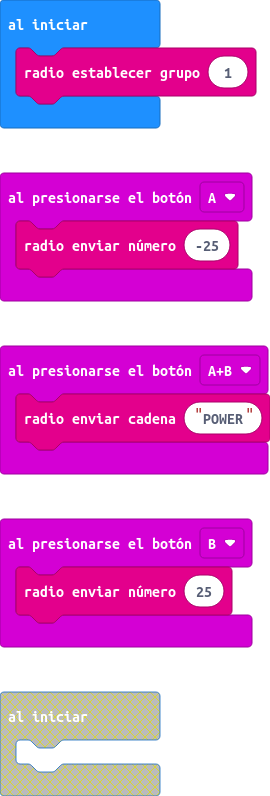 al iniciar
radio establecer grupo 1
al presionarse el botón A
radio enviar número -25
al presionarse el botón A+B
radio enviar cadena "POWER"
al presionarse el botón B
radio enviar número 25
al iniciar